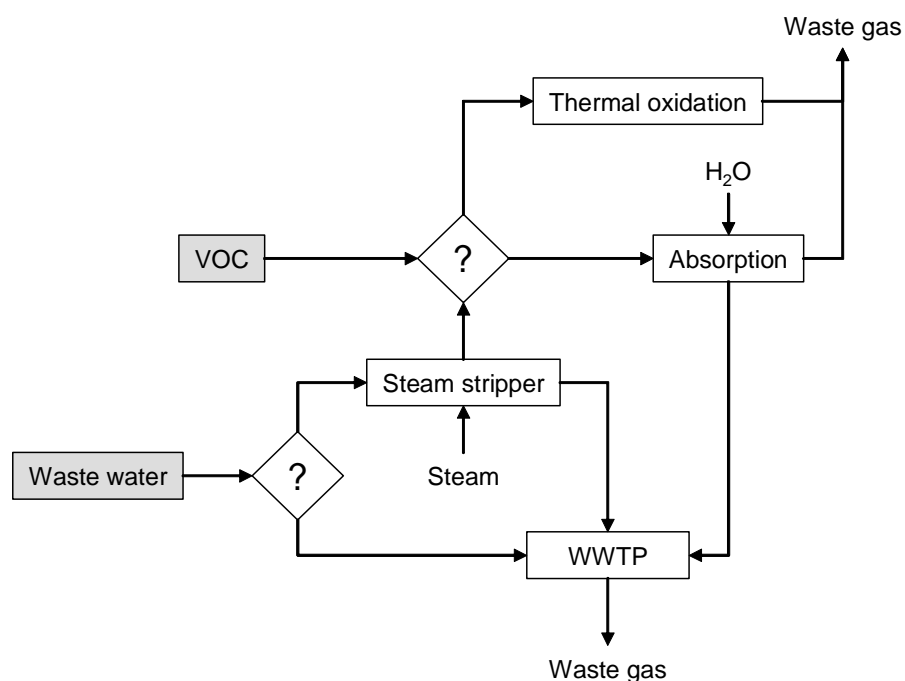 Waste gas
Thermal oxidation
H₂O
VOC
?
Absorption
Steam stripper
Waste water
?
Steam
WWTP
Waste gas